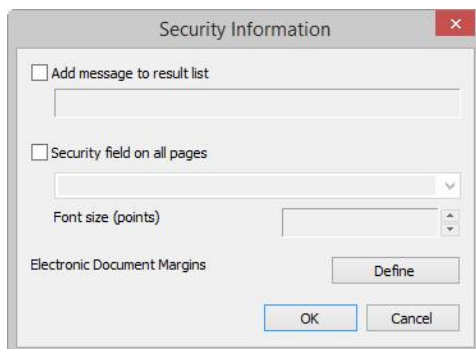 Security Information
Add message to result list
Security field on all pages
Font size (points)
Electronic Document Margins
Define
OK
Cancel